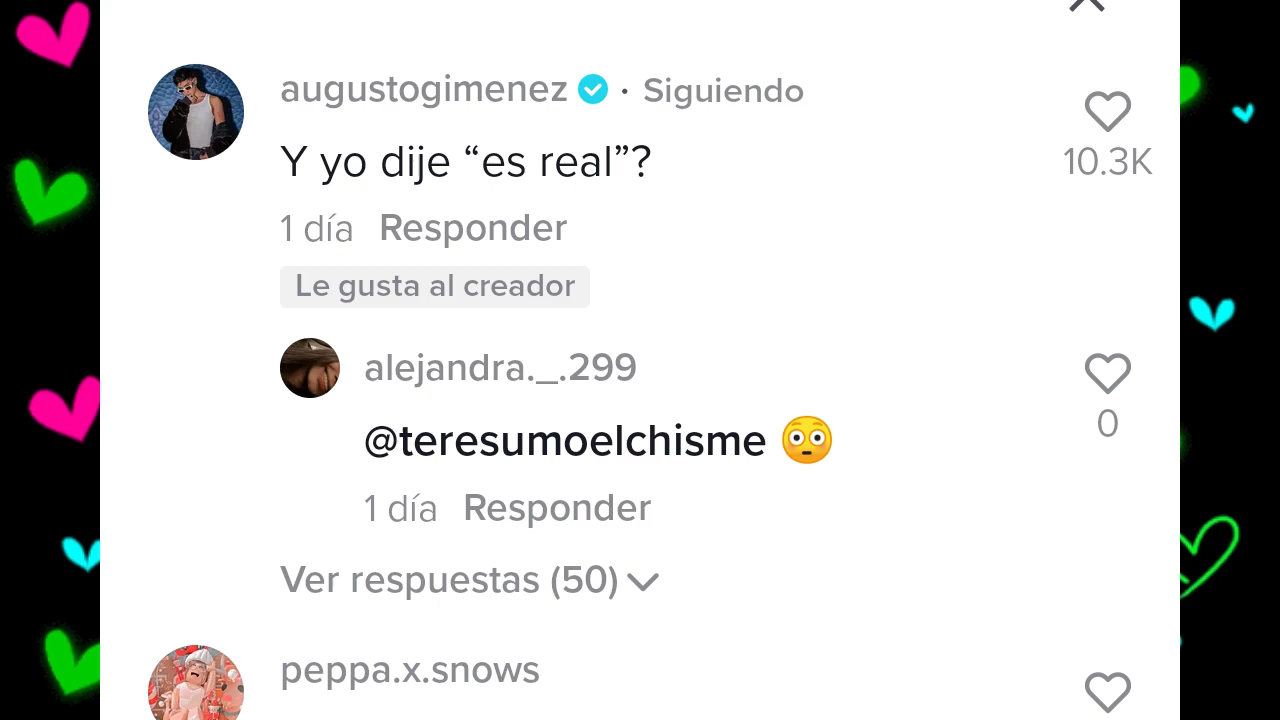 augustogimenez · Siguiendo
Y yo dije “es real”?
10.3K
1 día Responder
Le gusta al creador
alejandra._.299
@teresumoelchisme 😳
0
1 día Responder
Ver respuestas (50)
peppa.x.snows